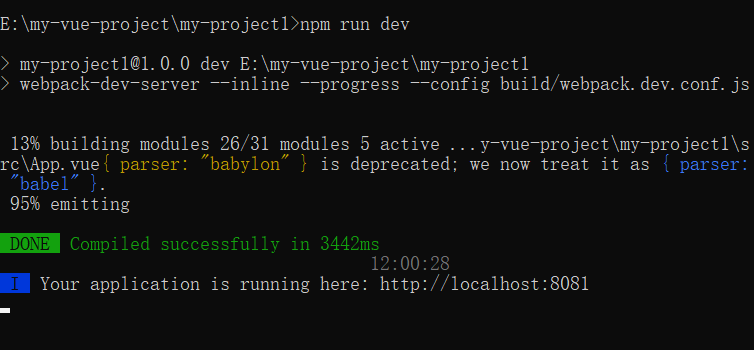 E:\my-vue-project\my-project1>npm run dev
> my-project1@1.0.0 dev E:\my-vue-project\my-project1
> webpack-dev-server --inline --progress --config build/webpack.dev.conf.js
13% building modules 26/31 modules 5 active ...y-vue-project\my-project1\s
rc\App.vue{ parser: "babylon" } is deprecated; we now treat it as { parser:
"babel" }.
95% emitting
DONE Compiled successfully in 3442ms
12:00:28
I Your application is running here: http://localhost:8081